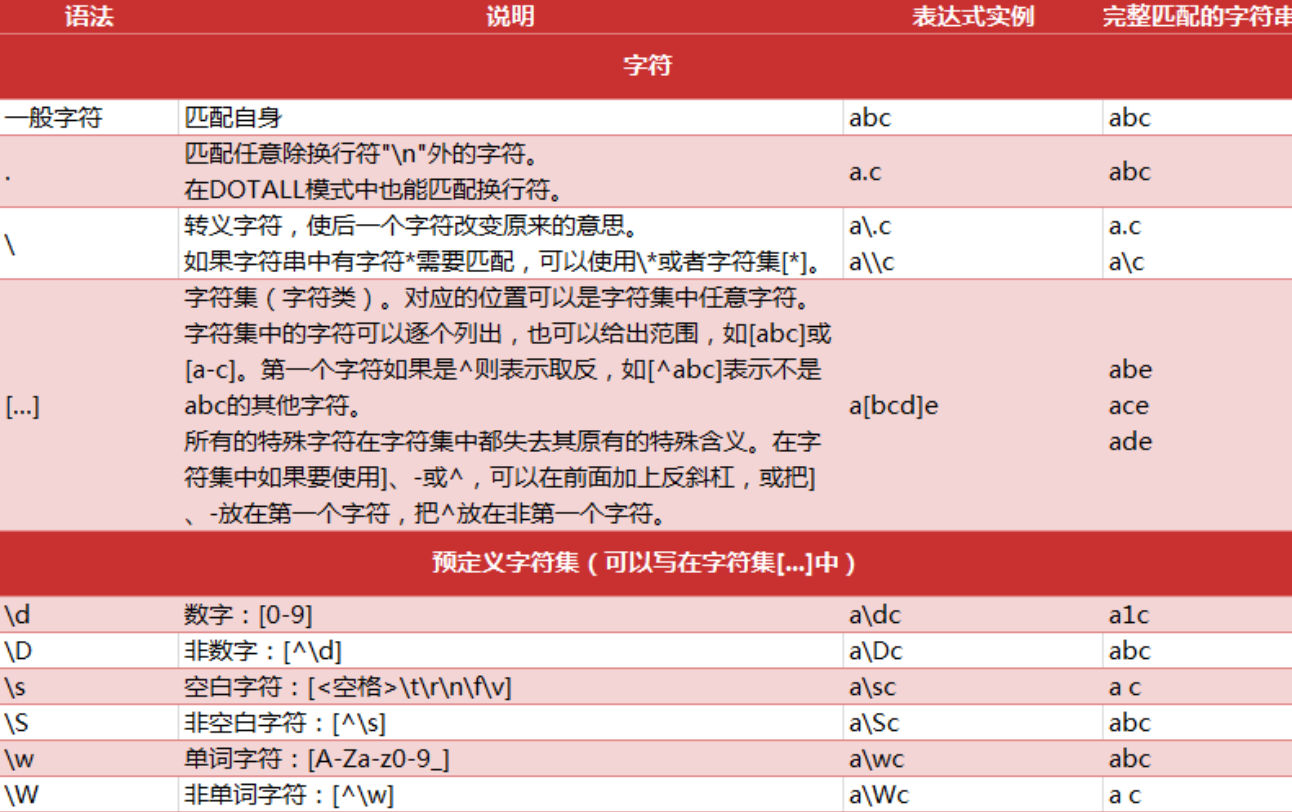 语法 说明 表达式实例 完整匹配的字符串
字符
一般字符 匹配自身 abc abc
. 匹配任意除换行符"\n"外的字符。
在DOTALL模式中也能匹配换行符。 a.c abc
\ 转义字符，使后一个字符改变原来的意思。 a\.c a.c
如果字符串中有字符*需要匹配，可以使用\*或者字符集[*]。 a\\c a\c
[...] 字符集（字符类）。对应的位置可以是字符集中任意字符。
字符集中的字符可以逐个列出，也可以给出范围，如[abc]或
[a-c]。第一个字符如果是^则表示取反，如[^abc]表示不是
abc的其他字符。
所有的特殊字符在字符集中都失去其原有的特殊含义。在字
符集中如果要使用]、-或^，可以在前面加上反斜杠，或把]
、-放在第一个字符，把^放在非第一个字符。
a[bcd]e
abe
ace
ade
预定义字符集（可以写在字符集[...]中）
\d 数字：[0-9] a\dc a1c
\D 非数字：[^\d] a\Dc abc
\s 空白字符：[<空格>\t\r\n\f\v] a\sc a c
\S 非空白字符：[^\s] a\Sc abc
\w 单词字符：[A-Za-z0-9_] a\wc abc
\W 非单词字符：[^\w] a\Wc a c